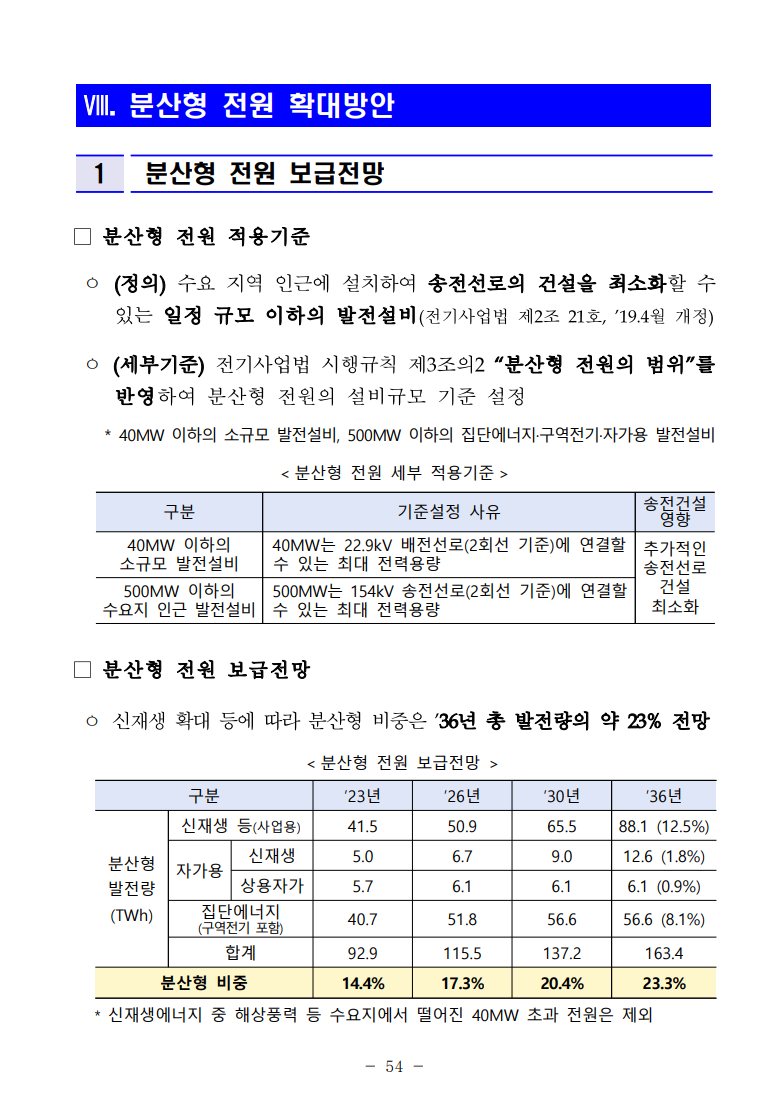 Ⅷ. 분산형 전원 확대방안
1 분산형 전원 보급전망
□ 분산형 전원 적용기준
ㅇ (정의) 수요 지역 인근에 설치하여 송전선로의 건설을 최소화할 수
있는 일정 규모 이하의 발전설비(전기사업법 제2조 21호, ’19.4월 개정)
ㅇ (세부기준) 전기사업법 시행규칙 제3조의2 “분산형 전원의 범위”를
반영하여 분산형 전원의 설비규모 기준 설정
* 40MW 이하의 소규모 발전설비, 500MW 이하의 집단에너지·구역전기·자가용 발전설비
< 분산형 전원 세부 적용기준 >
구분 기준설정 사유 송전건설
영향
40MW 이하의
소규모 발전설비
40MW는 22.9kV 배전선로(2회선 기준)에 연결할
수 있는 최대 전력용량
추가적인
송전선로
건설
최소화
500MW 이하의
수요지 인근 발전설비
500MW는 154kV 송전선로(2회선 기준)에 연결할
수 있는 최대 전력용량
□ 분산형 전원 보급전망
ㅇ 신재생 확대 등에 따라 분산형 비중은 ’36년 총 발전량의 약 23% 전망
< 분산형 전원 보급전망 >
구분 ’23년 ’26년 ’30년 ’36년
분산형
발전량
(TWh)
신재생 등(사업용) 41.5 50.9 65.5 88.1 (12.5%)
자가용
신재생 5.0 6.7 9.0 12.6 (1.8%)
상용자가 5.7 6.1 6.1 6.1 (0.9%)
집단에너지
(구역전기 포함)
40.7 51.8 56.6 56.6 (8.1%)
합계 92.9 115.5 137.2 163.4
분산형 비중 14.4% 17.3% 20.4% 23.3%
* 신재생에너지 중 해상풍력 등 수요지에서 떨어진 40MW 초과 전원은 제외
- 54 -